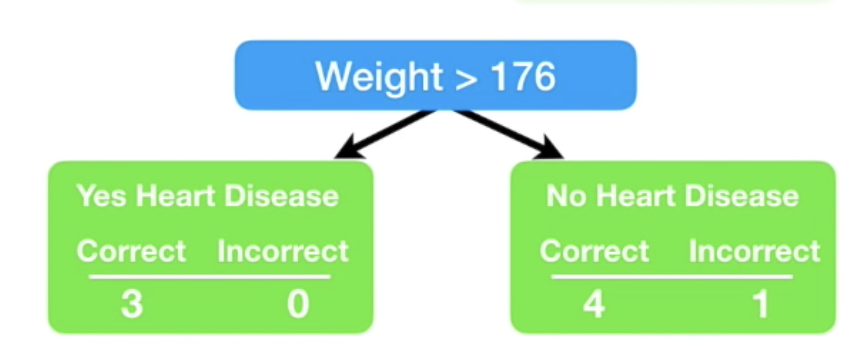 Weight > 176
Yes Heart Disease
Correct Incorrect
3 0
No Heart Disease
Correct Incorrect
4 1